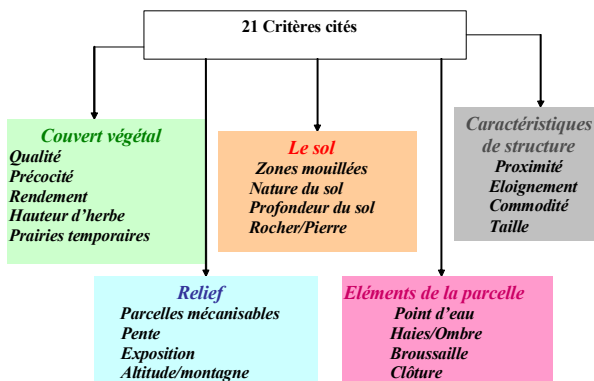 21 Critères cités
Couvert végétal
Qualité
Précocité
Rendement
Hauteur d'herbe
Prairies temporaires
Le sol
Zones mouillées
Nature du sol
Profondeur du sol
Rocher/Pierre
Caractéristiques
de structure
Proximité
Eloignement
Commodité
Taille
Relief
Parcelles mécanisables
Pente
Exposition
Altitude/montagne
Eléments de la parcelle
Point d'eau
Haies/Ombre
Broussaille
Clôture